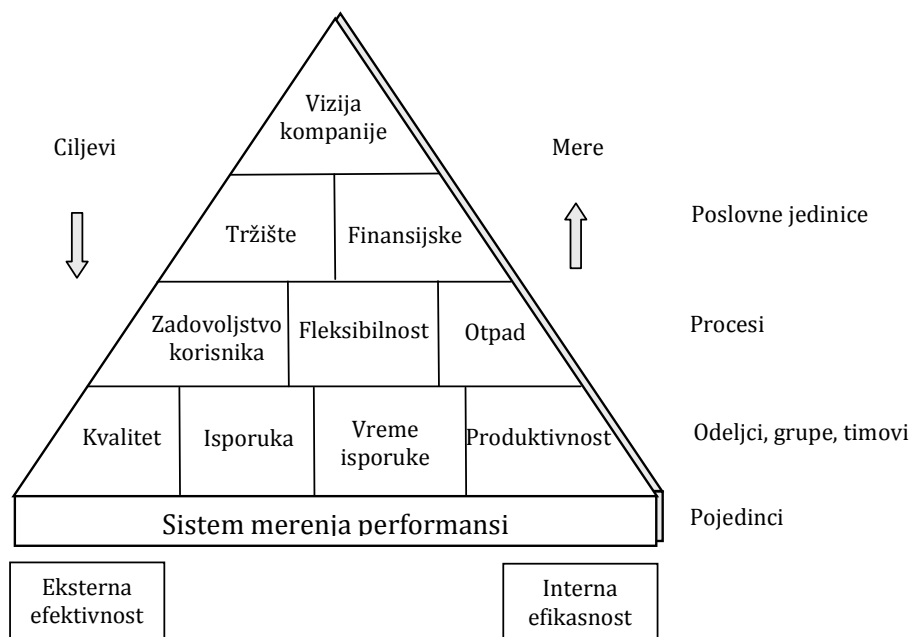 Vizija
kompanije
Ciljevi
Mere
Poslovne jedinice
Tržište
Finansijske
Zadovoljstvo
korisnika
Fleksibilnost
Otpad
Procesi
Kvalitet
Isporuka
Vreme
isporuke
Produktivnost
Odeljci, grupe, timovi
Sistem merenja performansi
Pojedinci
Eksterna
efektivnost
Interna
efikasnost